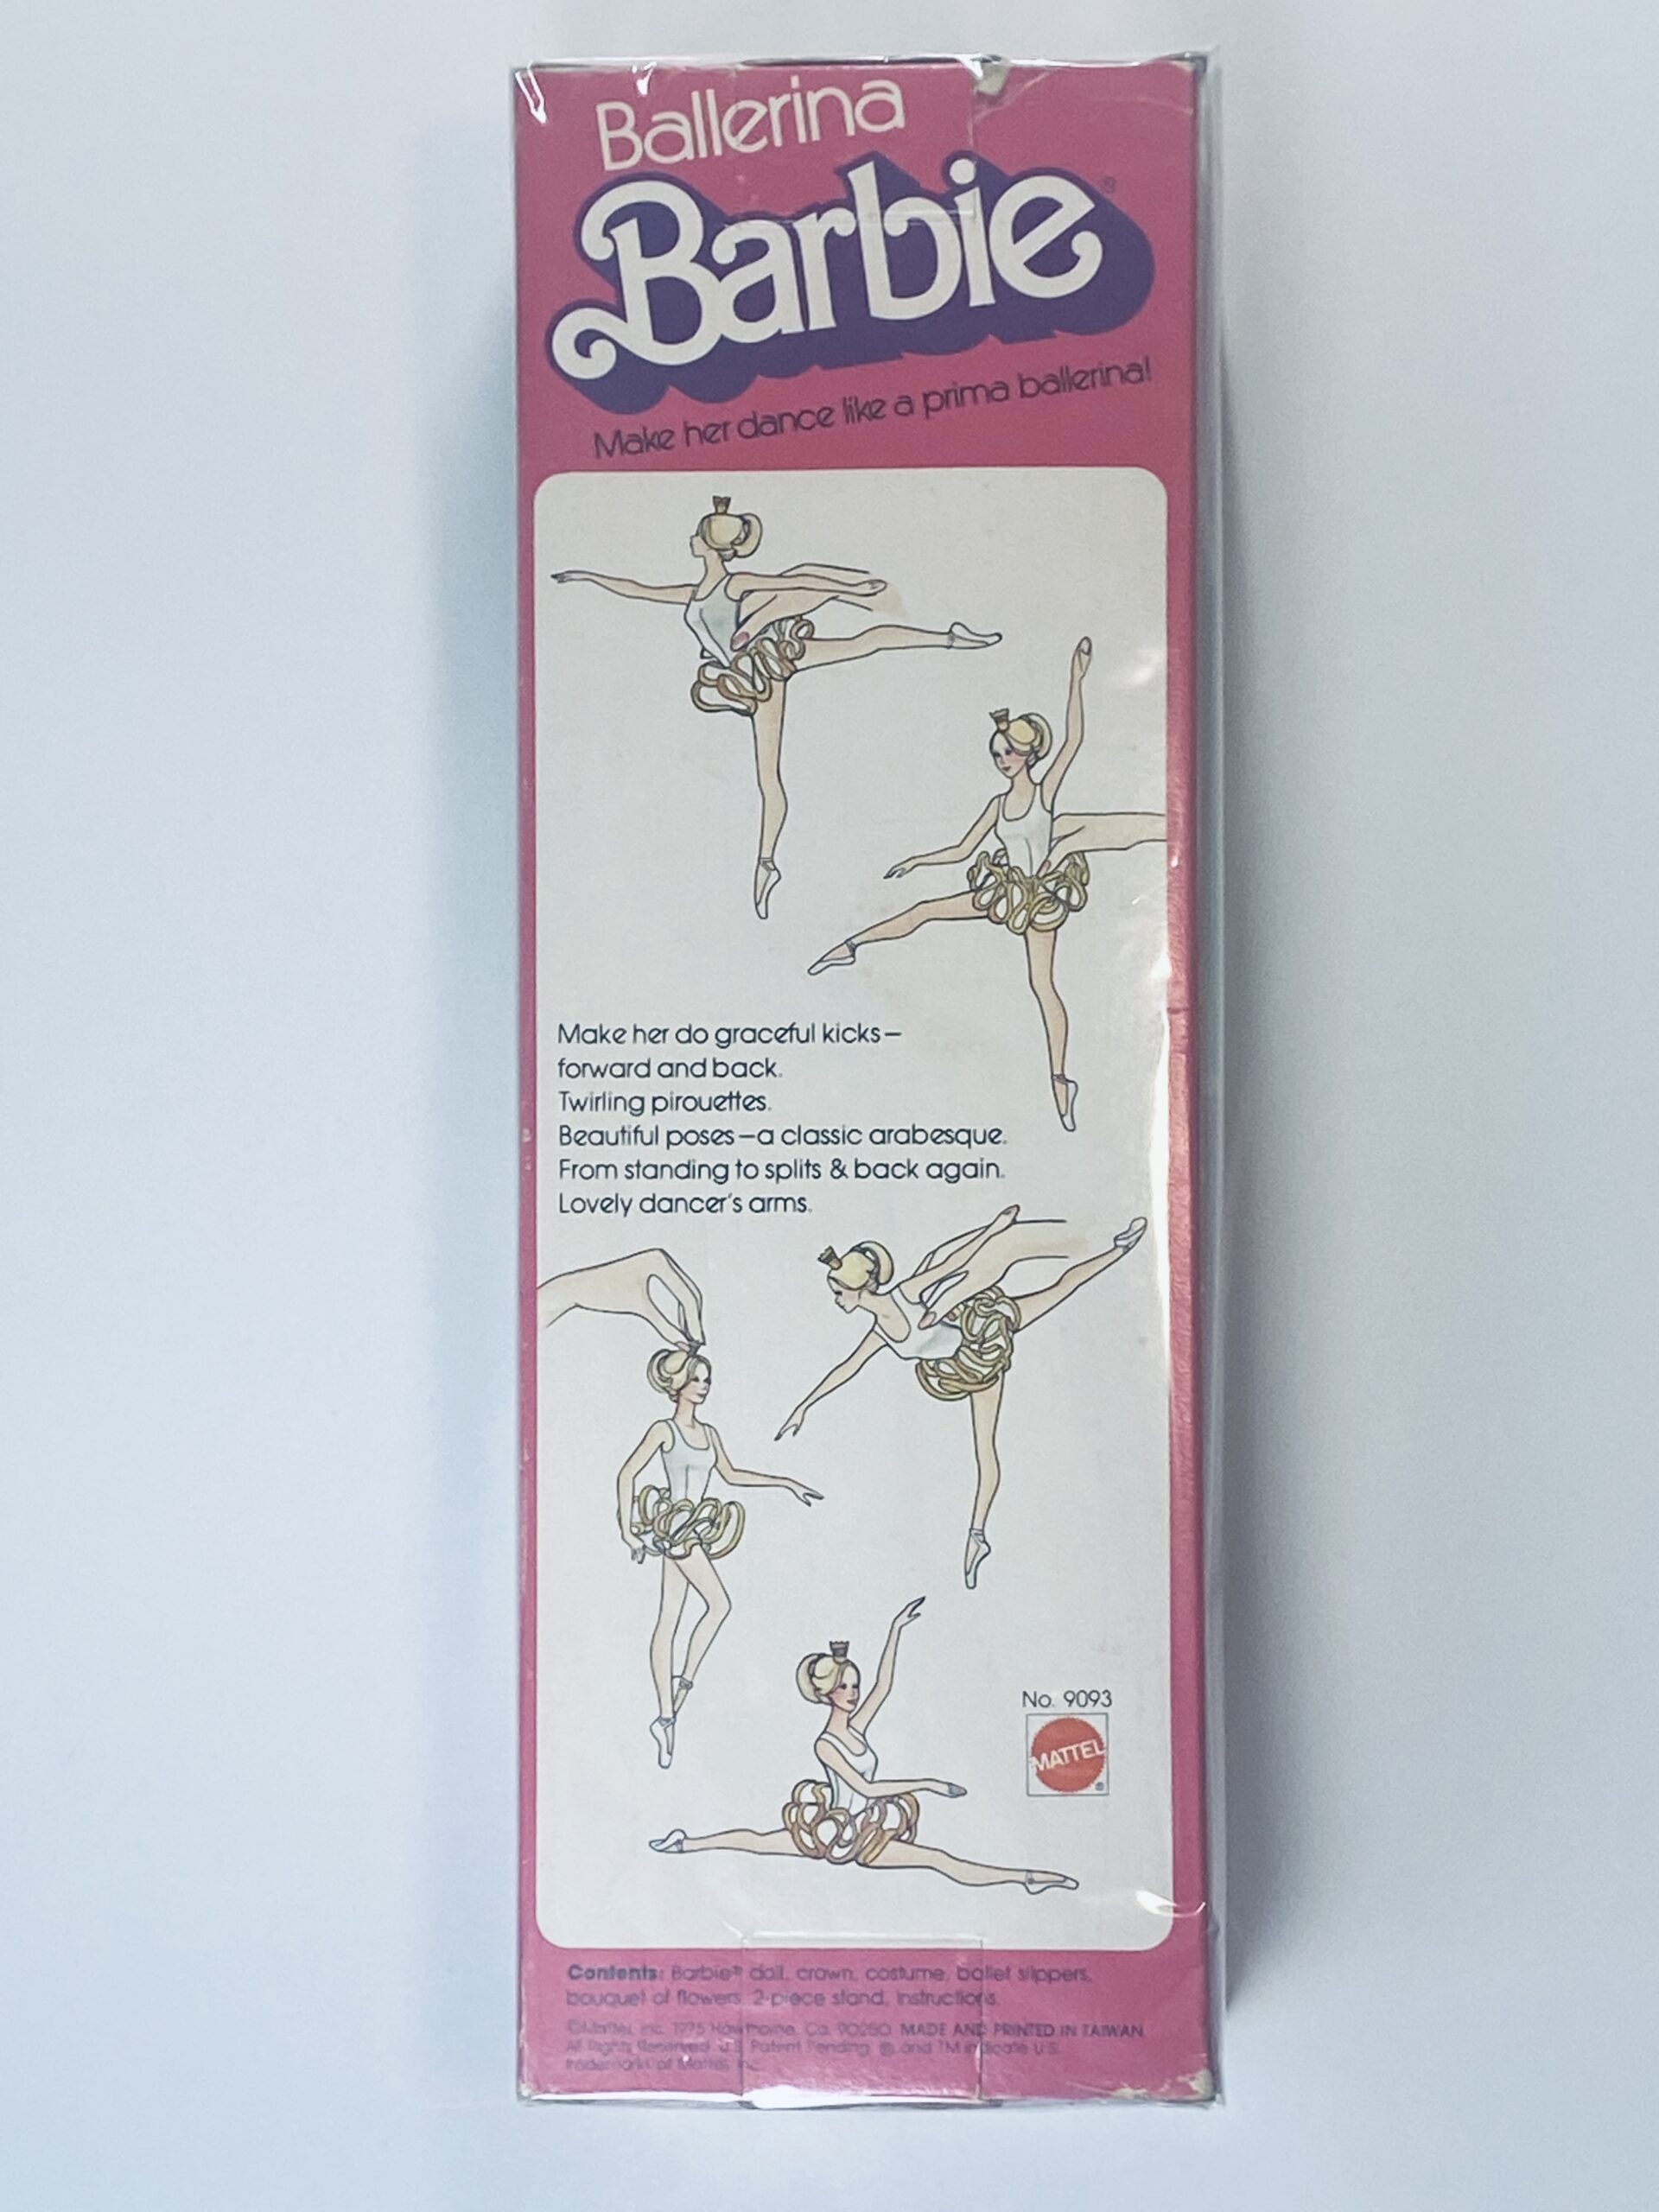 Ballerina
Barbie®
Make her dance like a prima ballerina!
Make her do graceful kicks—
forward and back.
Twirling pirouettes.
Beautiful poses—a classic arabesque.
From standing to splits & back again.
Lovely dancer's arms.
No. 9093
MATTEL®
Contents: Barbie® doll, crown, costume, ballet slippers,
bouquet of flowers, 2-piece stand, instructions.
©Mattel, Inc. 1975 Hawthorne, Ca. 90250. MADE AND PRINTED IN TAIWAN.
All Rights Reserved. U.S. Patent Pending. ® and TM indicate U.S.
trademarks of Mattel, Inc.